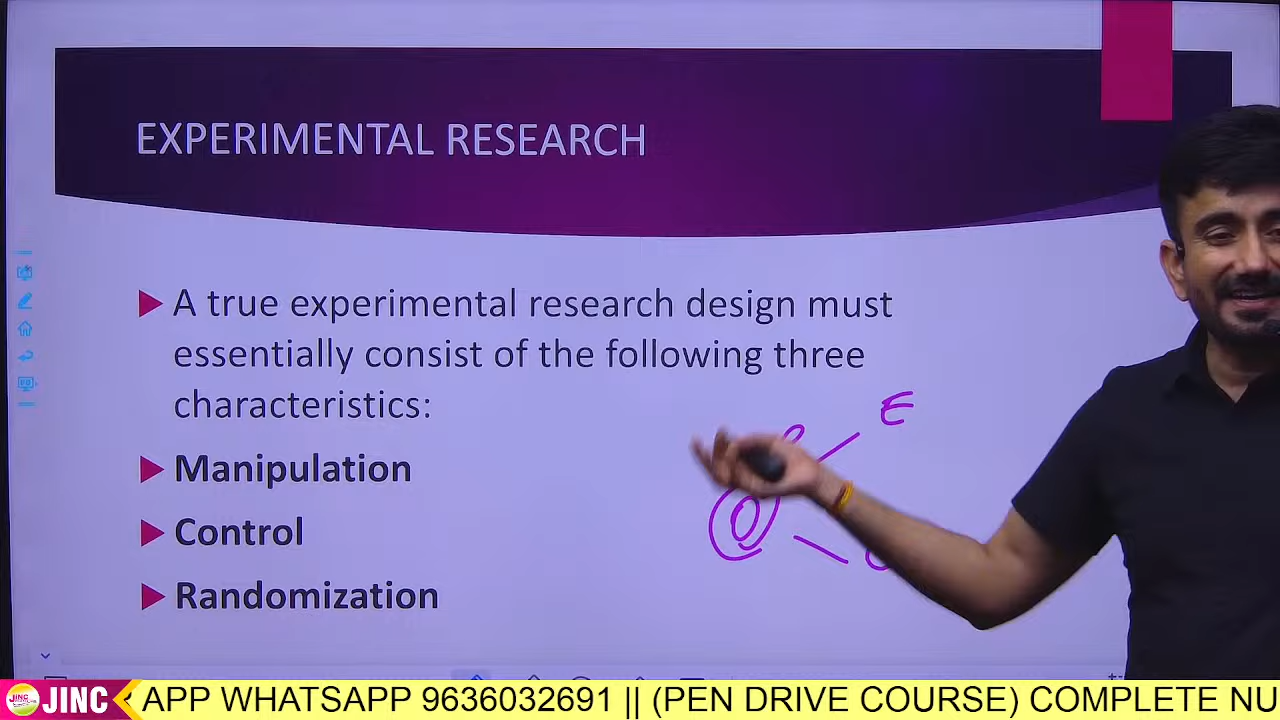 EXPERIMENTAL RESEARCH
A true experimental research design must
essentially consist of the following three
characteristics:
Manipulation
Control
Randomization
E
JINC
APP WHATSAPP 9636032691 || (PEN DRIVE COURSE) COMPLETE NU